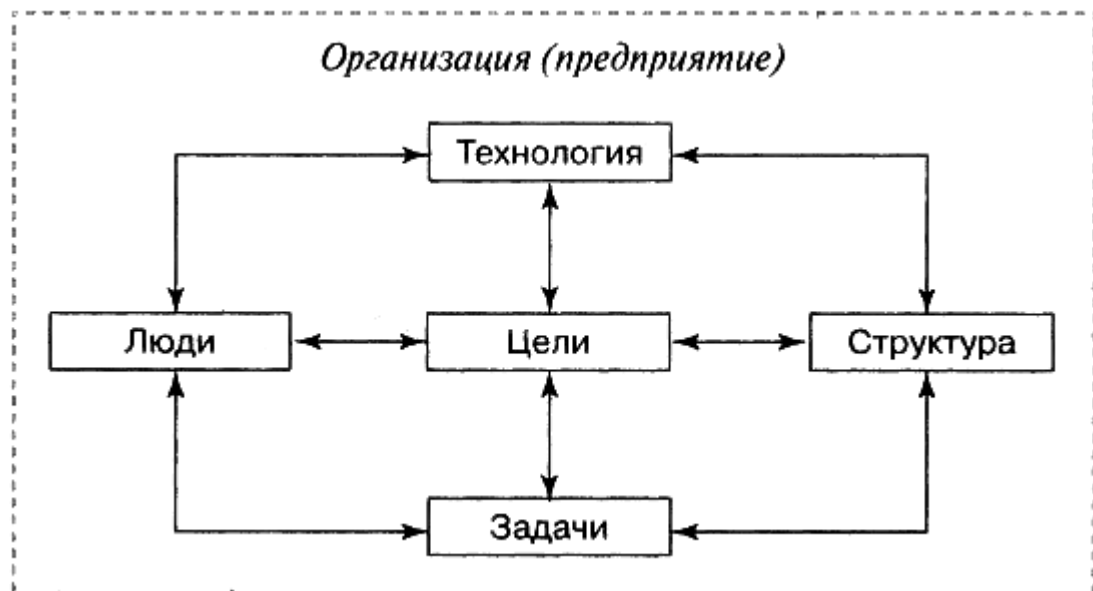 Организация (предприятие)
Технология
Люди
Цели
Структура
Задачи